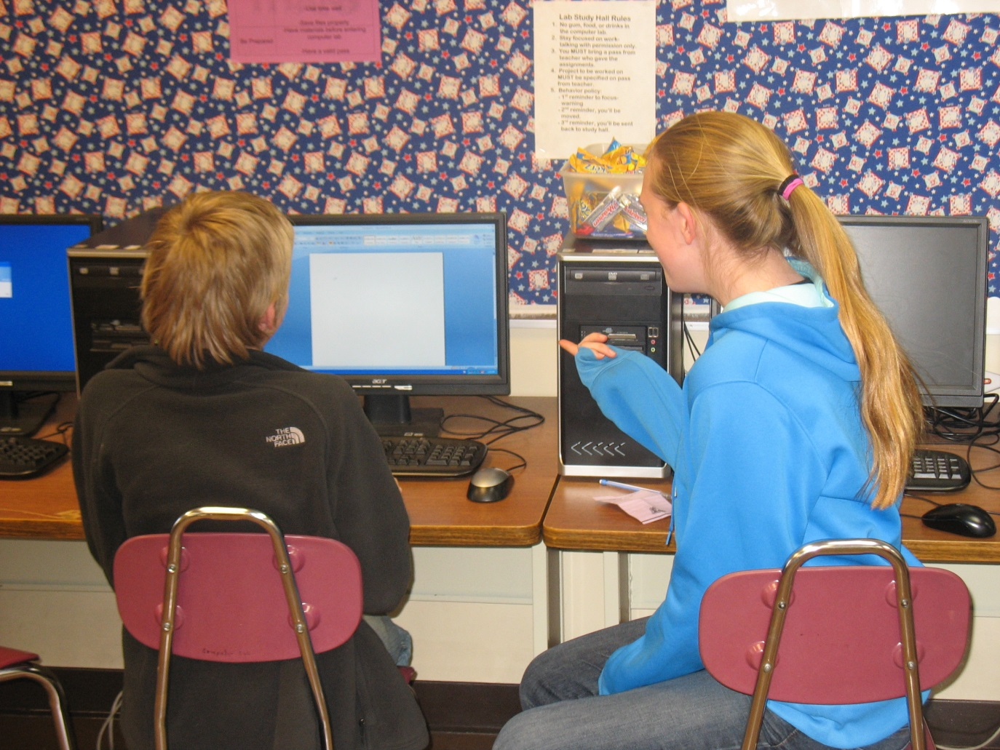 -Use time well
-Save files properly
-Have materials before entering
computer lab
Be Prepared
-Have a valid pass
Lab Study Hall Rules
1. No gum, food, or drinks in
the computer lab.
2. Stay focused on work-
talking with permission only.
3. You MUST bring a pass from
teacher who gave the
assignments.
4. Project to be worked on
MUST be specified on pass
from teacher.
5. Behavior policy:
- 1st reminder to focus-
warning
- 2nd reminder, you'll be
moved.
- 3rd reminder, you'll be sent
back to study hall.
acer
THE
NORTH
FACE